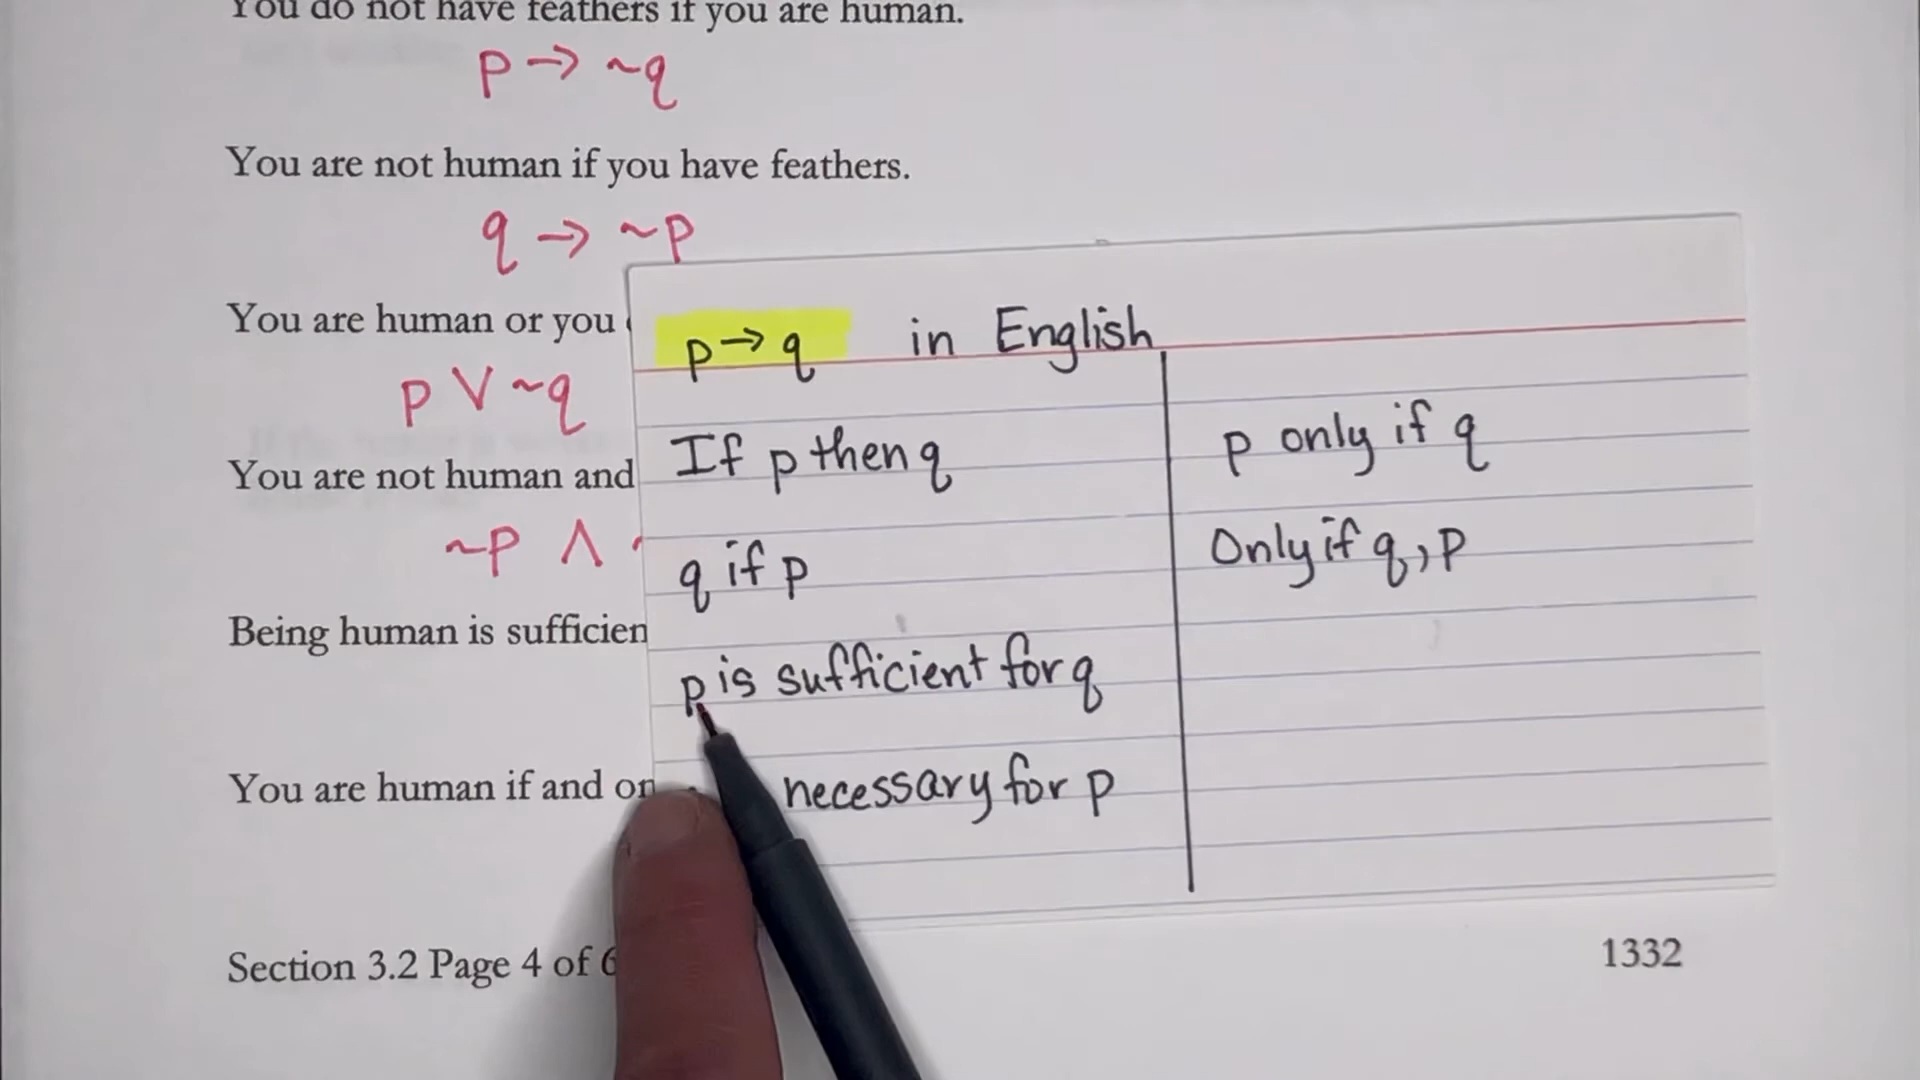 You do not have feathers if you are human.
p → ~q
You are not human if you have feathers.
q → ~p
You are human or you
p ∨ ~q
You are not human and
~p ∧
Being human is sufficien
You are human if and on
p → q in English
If p then q
q if p
p is sufficient for q
necessary for p
p only if q
Only if q, p
Section 3.2 Page 4 of 6
1332